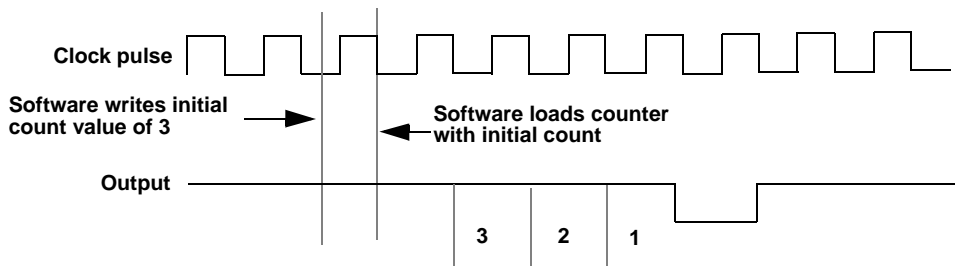 Clock pulse
Software writes initial
count value of 3
Software loads counter
with initial count
Output
3 2 1